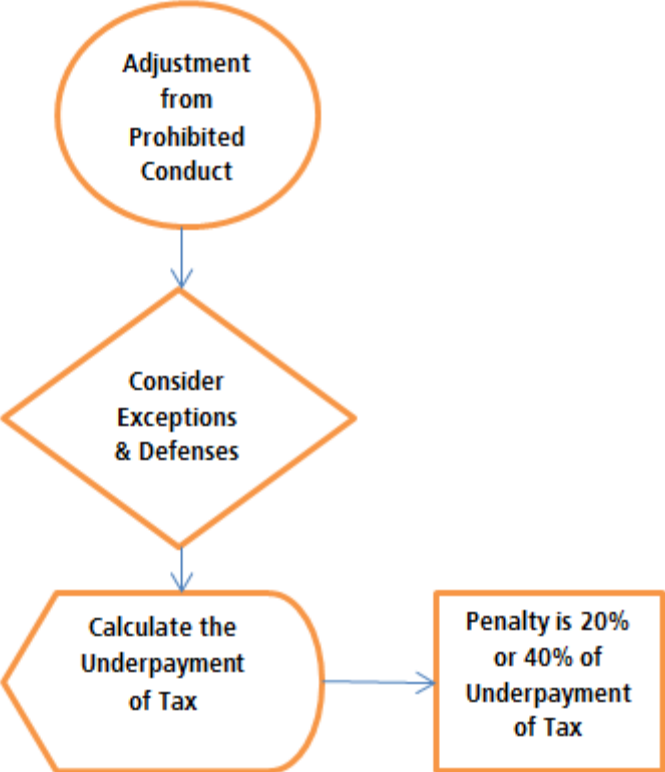 Adjustment
from
Prohibited
Conduct
Consider
Exceptions
& Defenses
Calculate the
Underpayment
of Tax
Penalty is 20%
or 40% of
Underpayment
of Tax